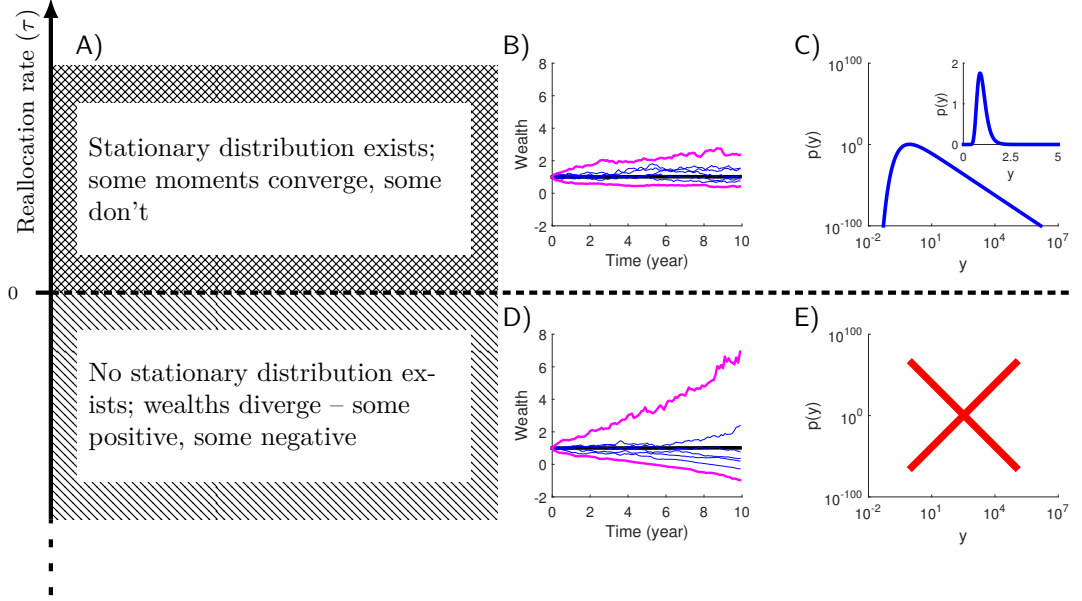 Reallocation rate (τ)
0
A)
Stationary distribution exists;
some moments converge, some
don't
No stationary distribution ex-
ists; wealths diverge – some
positive, some negative
B)
Wealth
8
6
4
2
0
-2
0 2 4 6 8 10
Time (year)
C)
p(y)
10^100
10^0
10^-100
10^-2 10^1 10^4 10^7
y
p(y)
2
1
0
0 2.5 5
y
D)
Wealth
8
6
4
2
0
-2
0 2 4 6 8 10
Time (year)
E)
p(y)
10^100
10^0
10^-100
10^-2 10^1 10^4 10^7
y